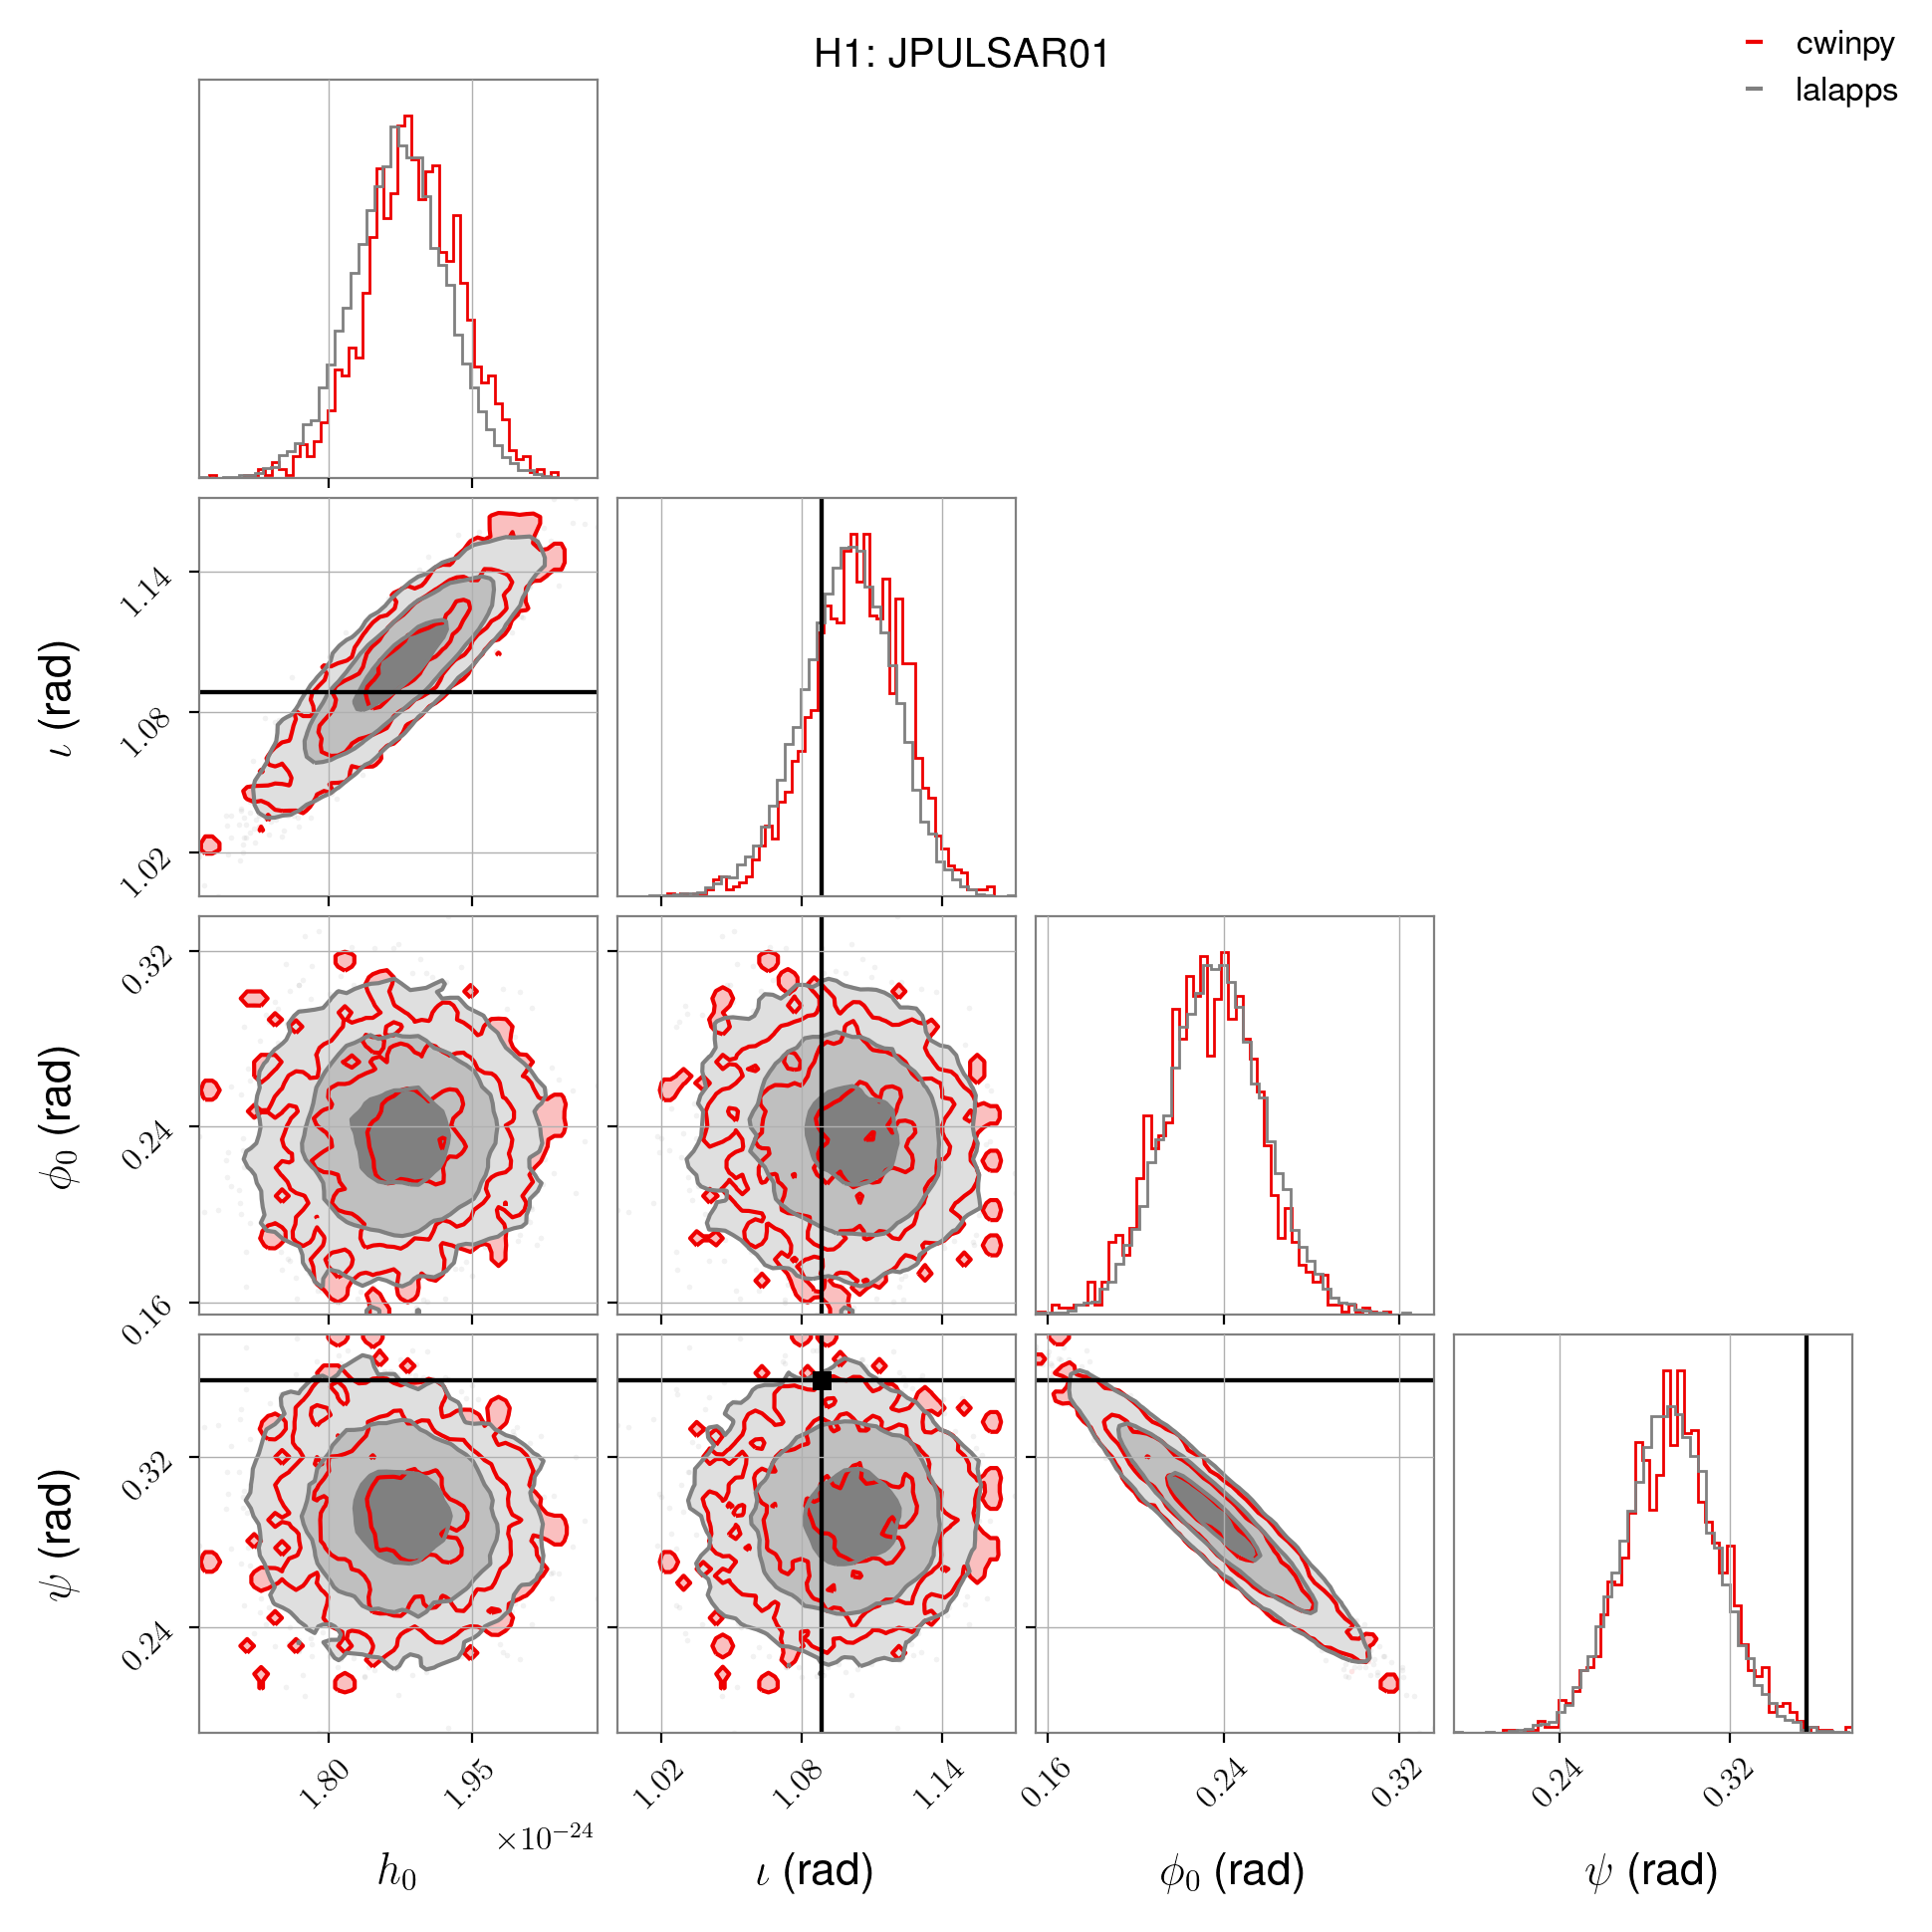 H1: JPULSAR01
cwinpy
lalapps
1.14
1.08
1.02
ι (rad)
0.32
0.24
0.16
ϕ₀ (rad)
0.32
0.24
ψ (rad)
1.80 1.95 1.02 1.08 1.14 0.16 0.24 0.32 0.24 0.32
×10⁻²⁴
h₀ ι (rad) ϕ₀ (rad) ψ (rad)